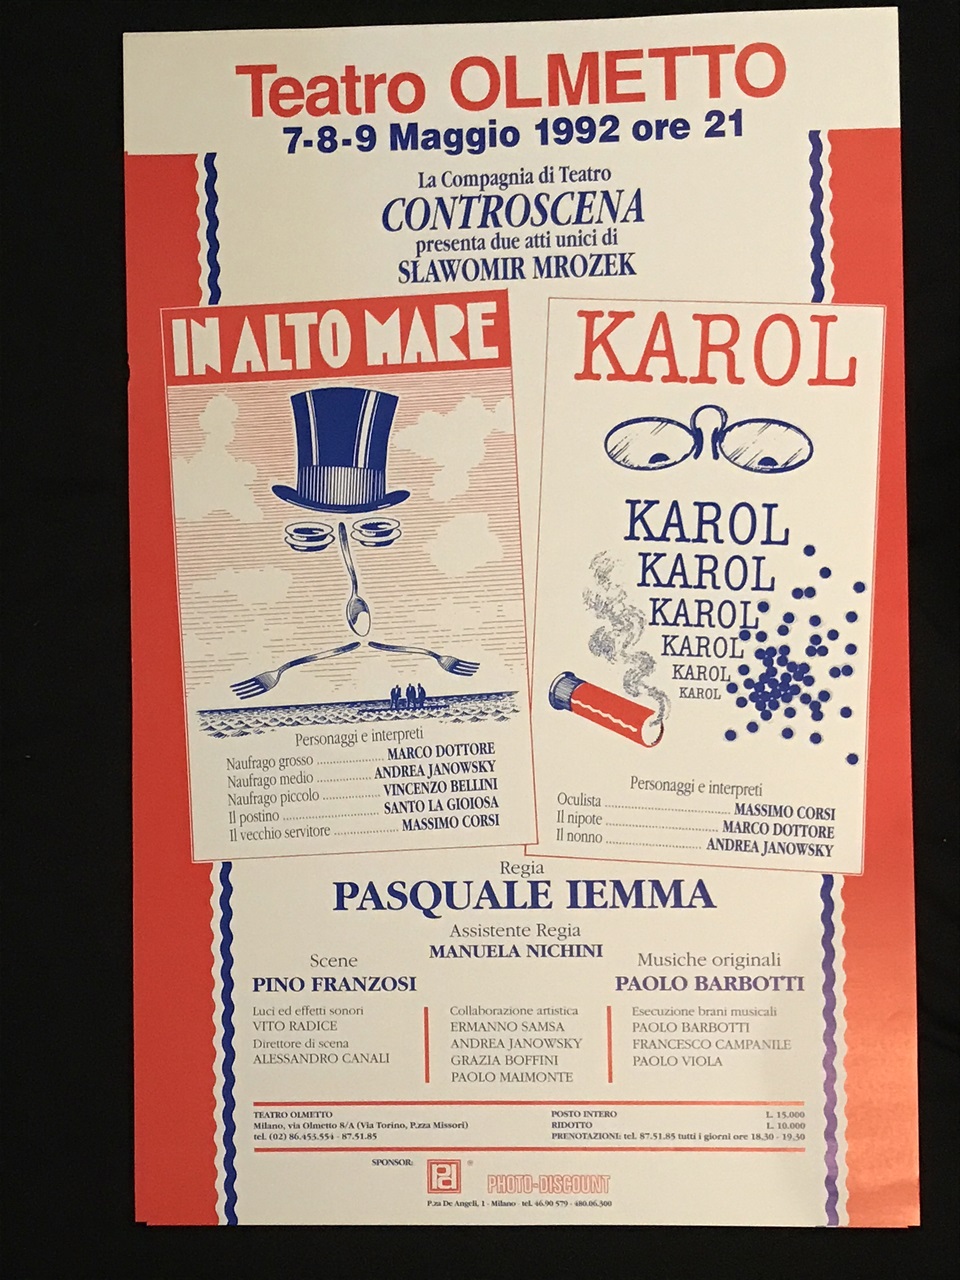 Teatro OLMETTO
7-8-9 Maggio 1992 ore 21
La Compagnia di Teatro
CONTROSCENA
presenta due atti unici di
SLAWOMIR MROZEK
IN ALTO MARE
Personaggi e interpreti
Naufrago grosso ........................ MARCO DOTTORE
Naufrago medio .................... ANDREA JANOWSKY
Naufrago piccolo ..................... VINCENZO BELLINI
Il postino ........................................ SANTO LA GIOIOSA
Il vecchio servitore ........................ MASSIMO CORSI
KAROL
KAROL
KAROL
KAROL
KAROL
KAROL
KAROL
Personaggi e interpreti
Oculista .............................................. MASSIMO CORSI
Il nipote .............................................. MARCO DOTTORE
Il nonno ........................................ ANDREA JANOWSKY
Regia
PASQUALE IEMMA
Assistente Regia
MANUELA NICHINI
Scene
PINO FRANZOSI
Musiche originali
PAOLO BARBOTTI
Luci ed effetti sonori
VITO RADICE
Direttore di scena
ALESSANDRO CANALI
Collaborazione artistica
ERMANNO SAMSA
ANDREA JANOWSKY
GRAZIA BOFFINI
PAOLO MAIMONTE
Esecuzione brani musicali
PAOLO BARBOTTI
FRANCESCO CAMPANILE
PAOLO VIOLA
TEATRO OLMETTO
Milano, via Olmetto 8/A (Via Torino, P.zza Missori)
tel. (02) 86.453.554 - 87.51.85
POSTO INTERO L. 15.000
RIDOTTO L. 10.000
PRENOTAZIONI: tel. 87.51.85 tutti i giorni ore 18.30 - 19.30
SPONSOR: Pd ® PHOTO-DISCOUNT
P.za De Angeli, 1 - Milano - tel. 46.90 579 - 480.06.300